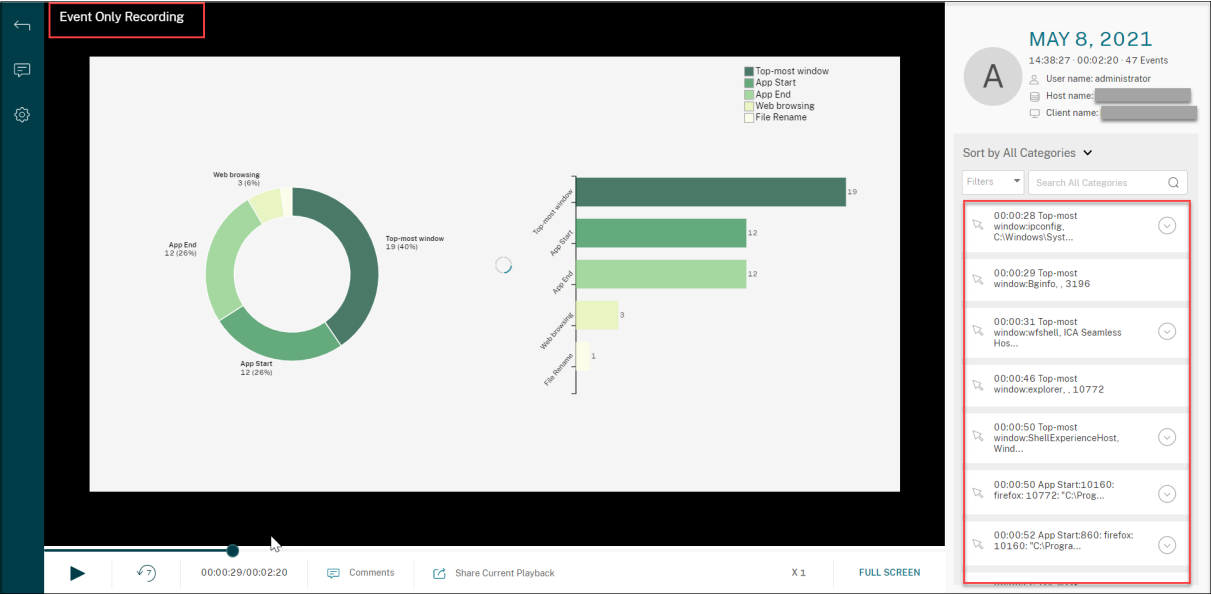 Event Only Recording
Top-most window
App Start
App End
Web browsing
File Rename
Web browsing
3 (6%)
App End
12 (26%)
Top-most window
19 (40%)
App Start
12 (26%)
Top-most window
19
App Start
12
App End
12
Web browsing
3
File Rename
1
7
00:00:29/00:02:20
Comments
Share Current Playback
X 1
FULL SCREEN
A
MAY 8, 2021
14:38:27 · 00:02:20 · 47 Events
User name: administrator
Host name:
Client name:
Sort by All Categories
Filters
Search All Categories
00:00:28 Top-most
window:ipconfig,
C:\Windows\Syst...
00:00:29 Top-most
window:Bginfo, , 3196
00:00:31 Top-most
window:wfshell, ICA Seamless
Hos...
00:00:46 Top-most
window:explorer, , 10772
00:00:50 Top-most
window:ShellExperienceHost,
Wind...
00:00:50 App Start:10160:
firefox: 10772: "C:\Prog...
00:00:52 App Start:860: firefox:
10160: "C:\Progra...